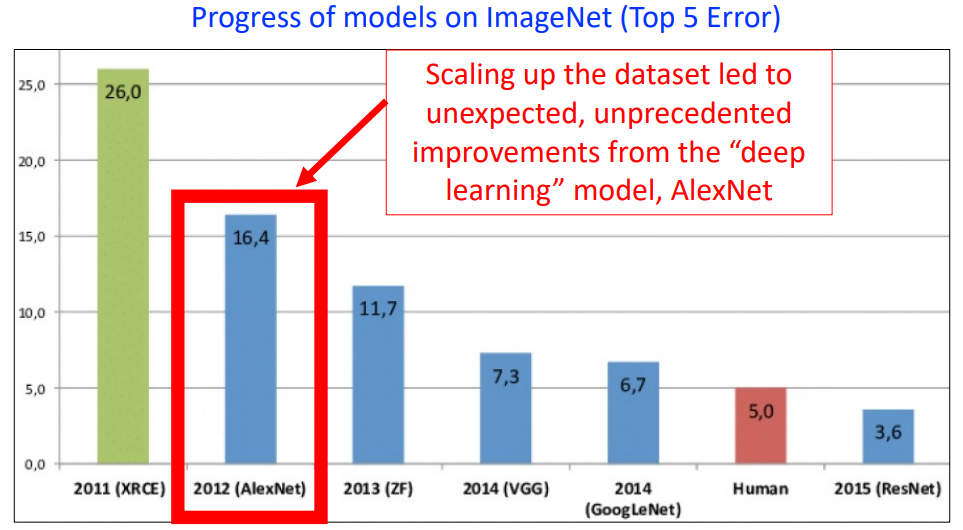 Progress of models on ImageNet (Top 5 Error)
Scaling up the dataset led to
unexpected, unprecedented
improvements from the “deep
learning” model, AlexNet
25,0
20,0
15,0
10,0
5,0
0,0
26,0
16,4
11,7
7,3
6,7
5,0
3,6
2011 (XRCE)
2012 (AlexNet)
2013 (ZF)
2014 (VGG)
2014
(GoogLeNet)
Human
2015 (ResNet)